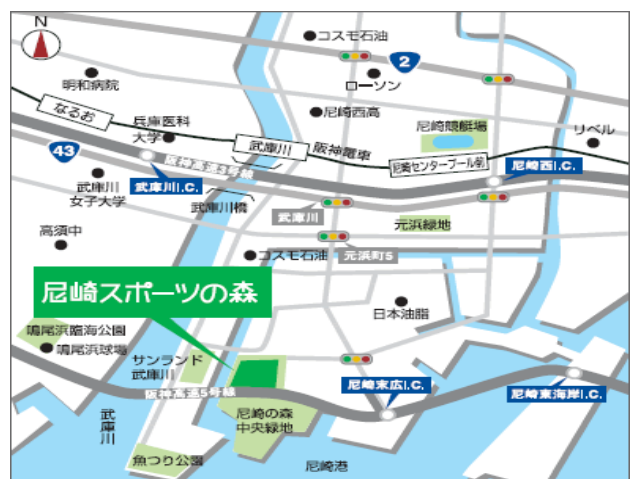 N
コスモ石油
2
ローソン
明和病院
なるお
兵庫医科
大学
尼崎西高
尼崎競艇場
リベル
43
武庫川
阪神電車
尼崎センタープール前
阪神高速3号線
尼崎西I.C.
武庫川I.C.
武庫川
女子大学
武庫川橋
武庫川
元浜緑地
高須中
コスモ石油
元浜町5
尼崎スポーツの森
日本油脂
鳴尾浜臨海公園
鳴尾浜球場
サンランド
武庫川
阪神高速5号線
尼崎末広I.C.
尼崎東海岸I.C.
武庫川
尼崎の森
中央緑地
魚つり公園
尼崎港